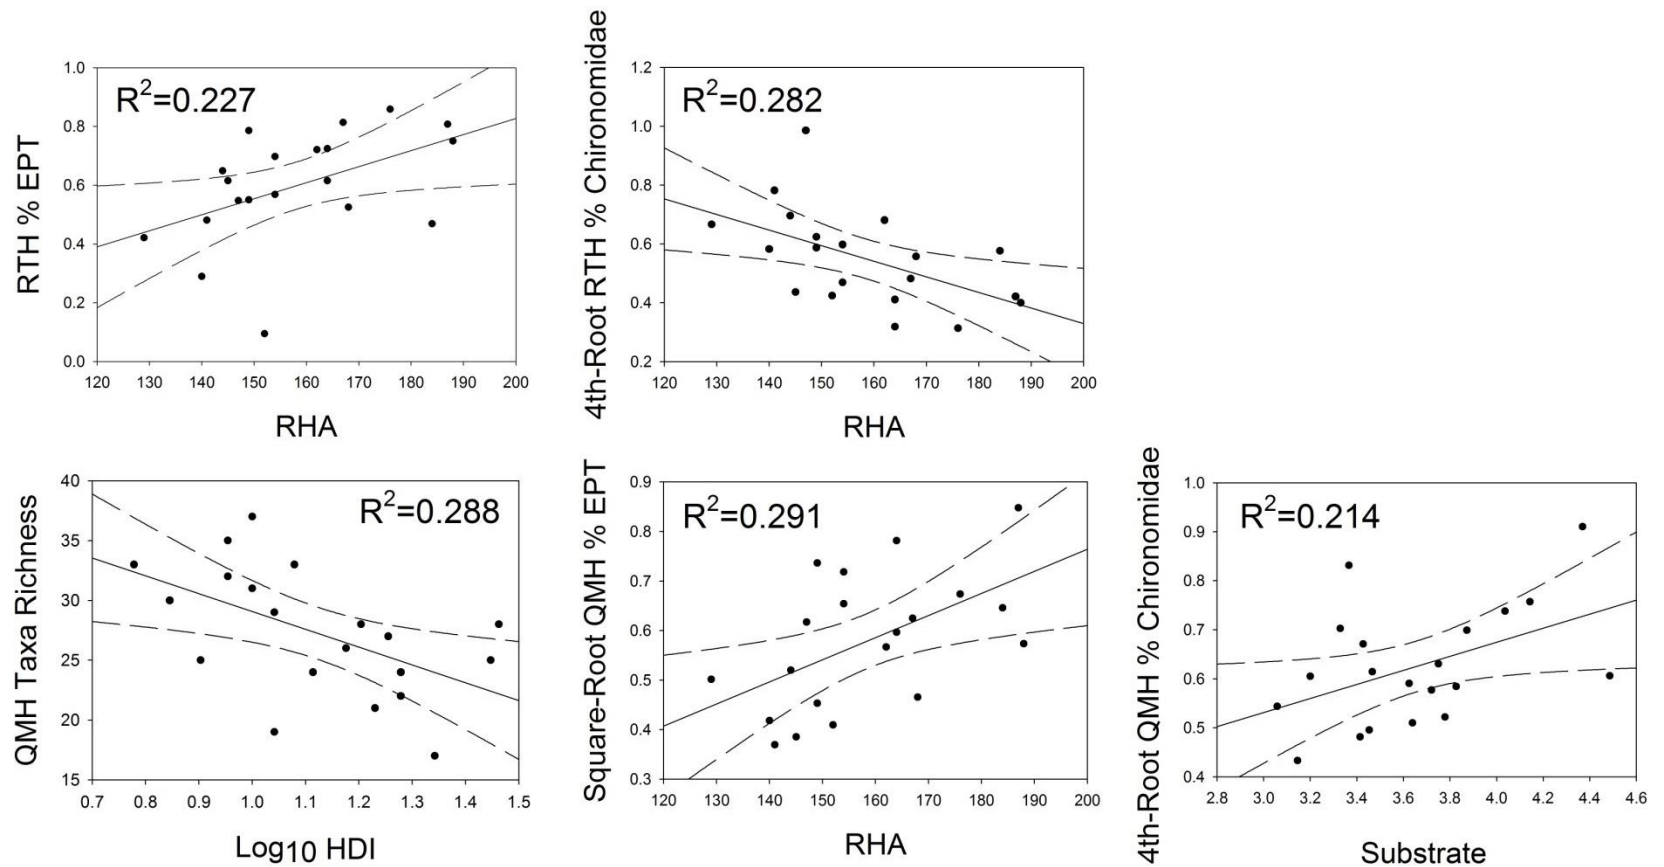 R²=0.227
RTH % EPT
1.0
0.8
0.6
0.4
0.2
0.0
120 130 140 150 160 170 180 190 200
RHA
R²=0.282
4th-Root RTH % Chironomidae
1.2
1.0
0.8
0.6
0.4
0.2
120 130 140 150 160 170 180 190 200
RHA
R²=0.288
QMH Taxa Richness
40
35
30
25
20
15
0.7 0.8 0.9 1.0 1.1 1.2 1.3 1.4 1.5
Log10 HDI
R²=0.291
Square-Root QMH % EPT
0.9
0.8
0.7
0.6
0.5
0.4
0.3
120 130 140 150 160 170 180 190 200
RHA
R²=0.214
4th-Root QMH % Chironomidae
1.0
0.9
0.8
0.7
0.6
0.5
0.4
2.8 3.0 3.2 3.4 3.6 3.8 4.0 4.2 4.4 4.6
Substrate